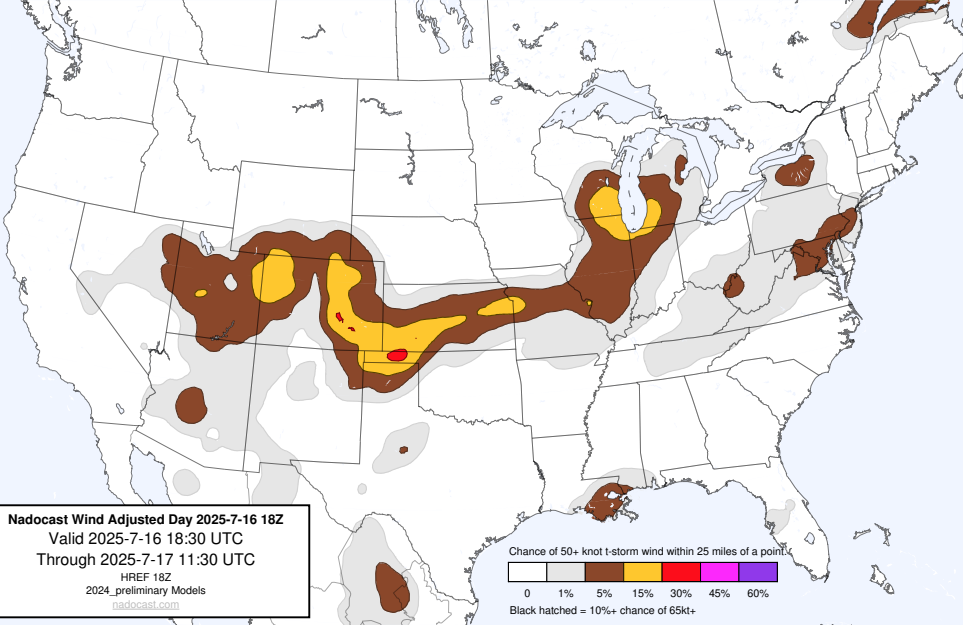 Nadocast Wind Adjusted Day 2025-7-16 18Z
Valid 2025-7-16 18:30 UTC
Through 2025-7-17 11:30 UTC
HREF 18Z
2024_preliminary Models
nadocast.com
Chance of 50+ knot t-storm wind within 25 miles of a point.
0 1% 5% 15% 30% 45% 60%
Black hatched = 10%+ chance of 65kt+